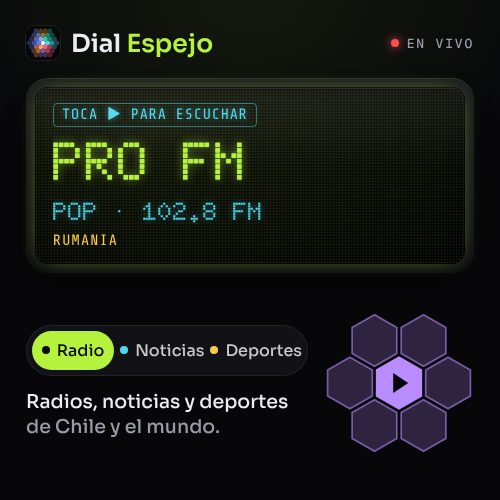 Dial Espejo
EN VIVO
TOCA ▶ PARA ESCUCHAR
PRO FM
POP · 102,8 FM
RUMANIA
Radio
Noticias
Deportes
Radios, noticias y deportes
de Chile y el mundo.